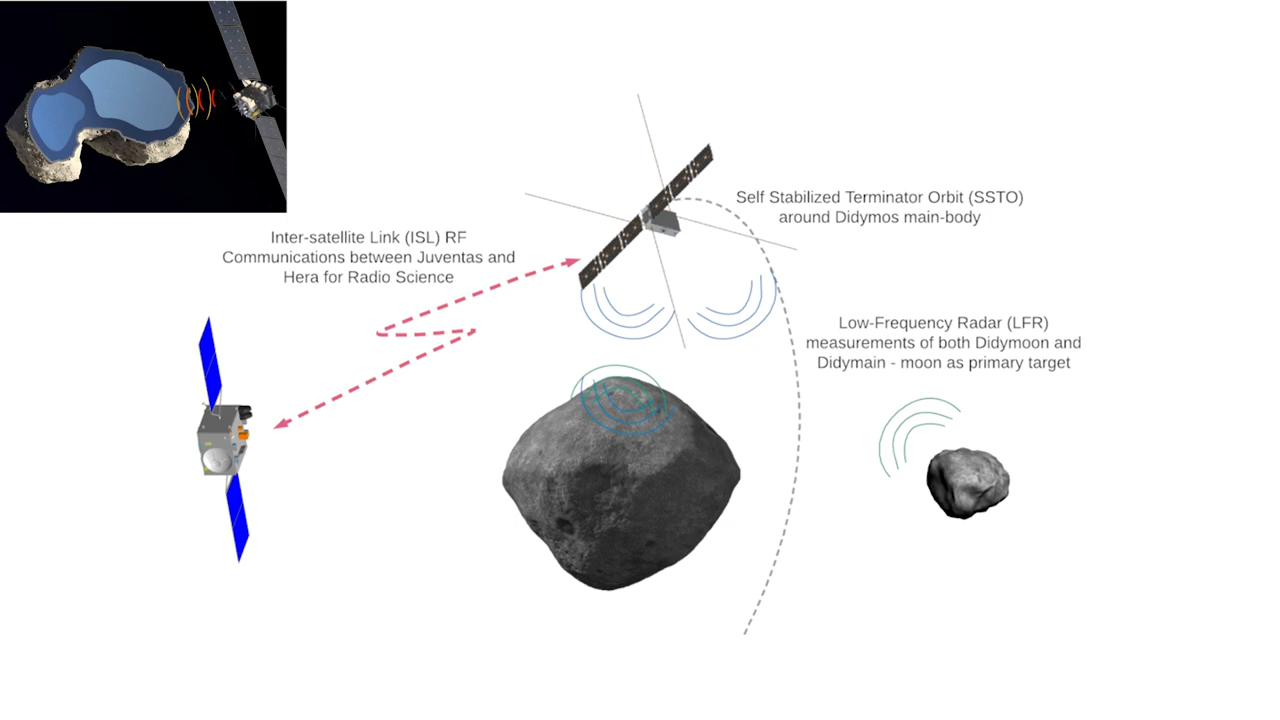 Self Stabilized Terminator Orbit (SSTO)
around Didymos main-body
Inter-satellite Link (ISL) RF
Communications between Juventas and
Hera for Radio Science
Low-Frequency Radar (LFR)
measurements of both Didymoon and
Didymain - moon as primary target